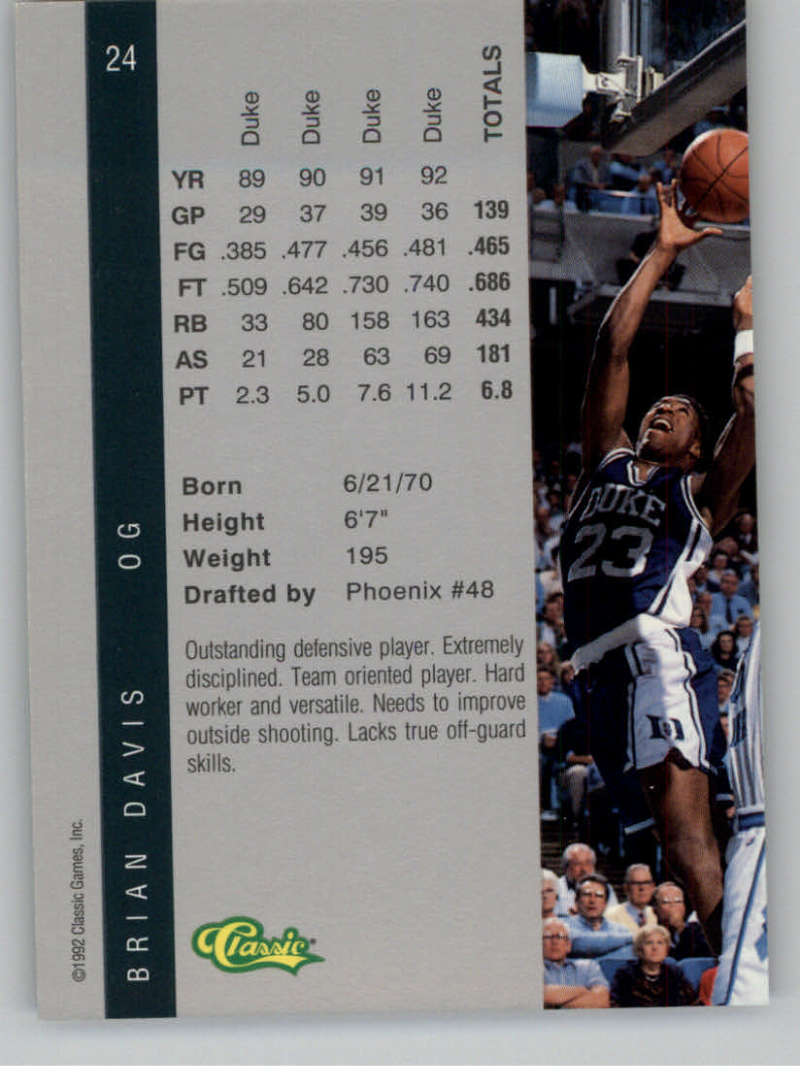 24
Duke Duke Duke Duke TOTALS
YR 89 90 91 92
GP 29 37 39 36 139
FG .385 .477 .456 .481 .465
FT .509 .642 .730 .740 .686
RB 33 80 158 163 434
AS 21 28 63 69 181
PT 2.3 5.0 7.6 11.2 6.8
Born 6/21/70
Height 6'7"
Weight 195
Drafted by Phoenix #48
Outstanding defensive player. Extremely
disciplined. Team oriented player. Hard
worker and versatile. Needs to improve
outside shooting. Lacks true off-guard
skills.
BRIAN DAVIS OG
©1992 Classic Games, Inc.
Classic
DUKE
23